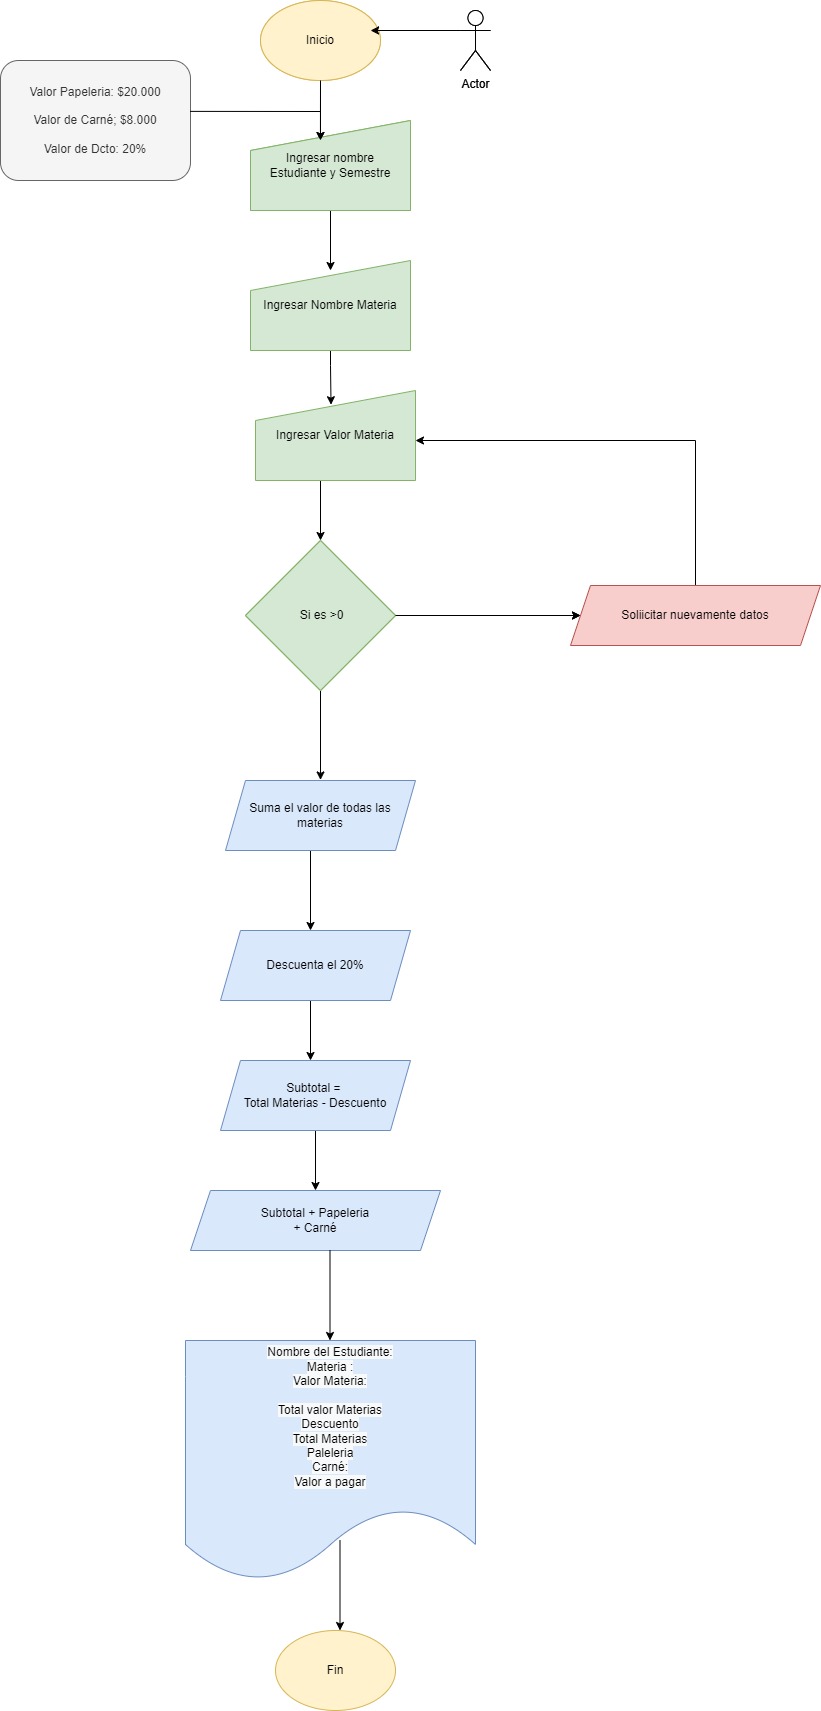 Inicio
Actor
Valor Papeleria: $20.000
Valor de Carné; $8.000
Valor de Dcto: 20%
Ingresar nombre
Estudiante y Semestre
Ingresar Nombre Materia
Ingresar Valor Materia
Si es >0
Soliicitar nuevamente datos
Suma el valor de todas las
materias
Descuenta el 20%
Subtotal =
Total Materias - Descuento
Subtotal + Papeleria
+ Carné
Nombre del Estudiante:
Materia :
Valor Materia:
Total valor Materias
Descuento
Total Materias
Paleleria
Carné:
Valor a pagar
Fin